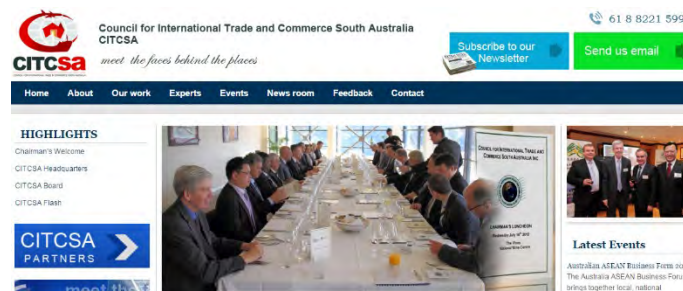 Council for International Trade and Commerce South Australia
CITCSA
meet the faces behind the places
CITCSA
61 8 8221 599
Subscribe to our
Newsletter
Send us email
Home About Our work Experts Events News room Feedback Contact
HIGHLIGHTS
Chairman's Welcome
CITCSA Headquarters
CITCSA Board
CITCSA Flash
CITCSA
PARTNERS
meet the
COUNCIL FOR INTERNATIONAL TRADE AND
COMMERCE SOUTH AUSTRALIA INC.
CHAIRMAN'S LUNCHEON
Latest Events
Australian ASEAN Business Forum
The Australia ASEAN Business Foru
brings together local, national